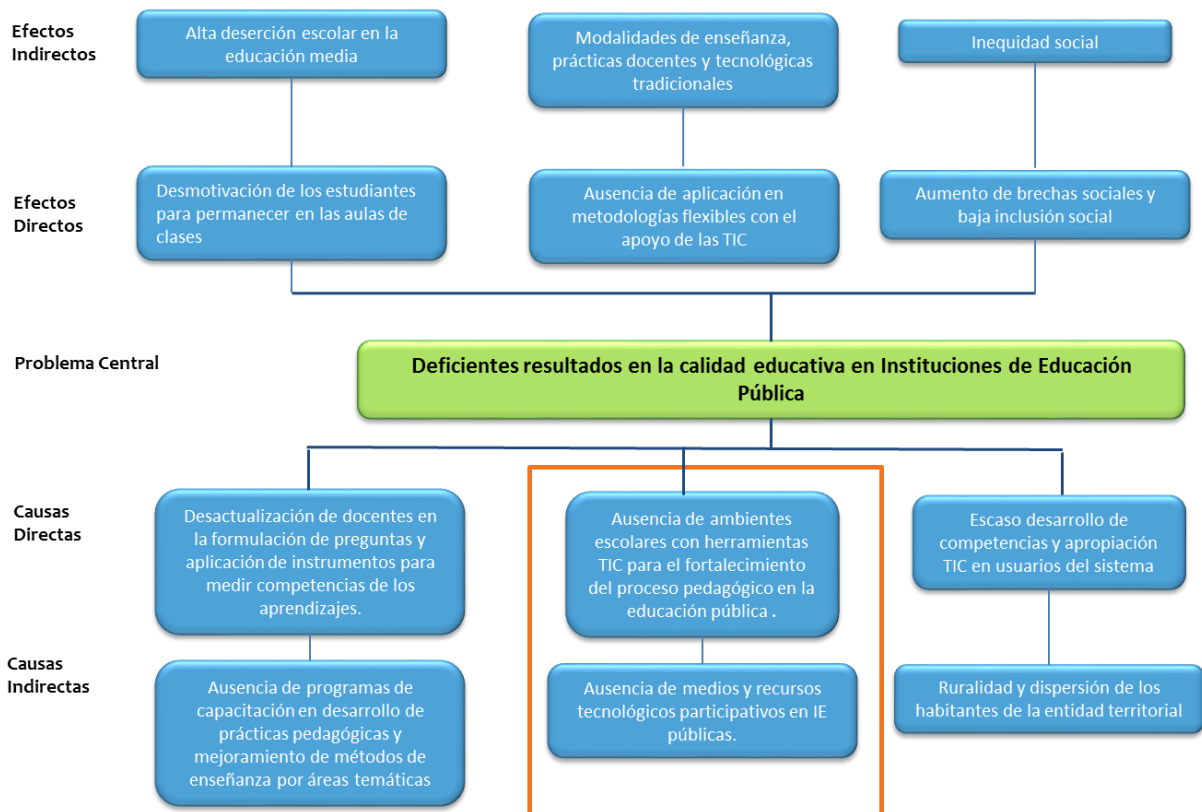 Efectos
Indirectos
Alta deserción escolar en la
educación media
Modalidades de enseñanza,
prácticas docentes y tecnológicas
tradicionales
Inequidad social
Efectos
Directos
Desmotivación de los estudiantes
para permanecer en las aulas de
clases
Ausencia de aplicación en
metodologías flexibles con el
apoyo de las TIC
Aumento de brechas sociales y
baja inclusión social
Problema Central
Deficientes resultados en la calidad educativa en Instituciones de Educación
Pública
Causas
Directas
Desactualización de docentes en
la formulación de preguntas y
aplicación de instrumentos para
medir competencias de los
aprendizajes.
Ausencia de ambientes
escolares con herramientas
TIC para el fortalecimiento
del proceso pedagógico en la
educación pública .
Escaso desarrollo de
competencias y apropiación
TIC en usuarios del sistema
Causas
Indirectas
Ausencia de programas de
capacitación en desarrollo de
prácticas pedagógicas y
mejoramiento de métodos de
enseñanza por áreas temáticas
Ausencia de medios y recursos
tecnológicos participativos en IE
públicas.
Ruralidad y dispersión de los
habitantes de la entidad territorial